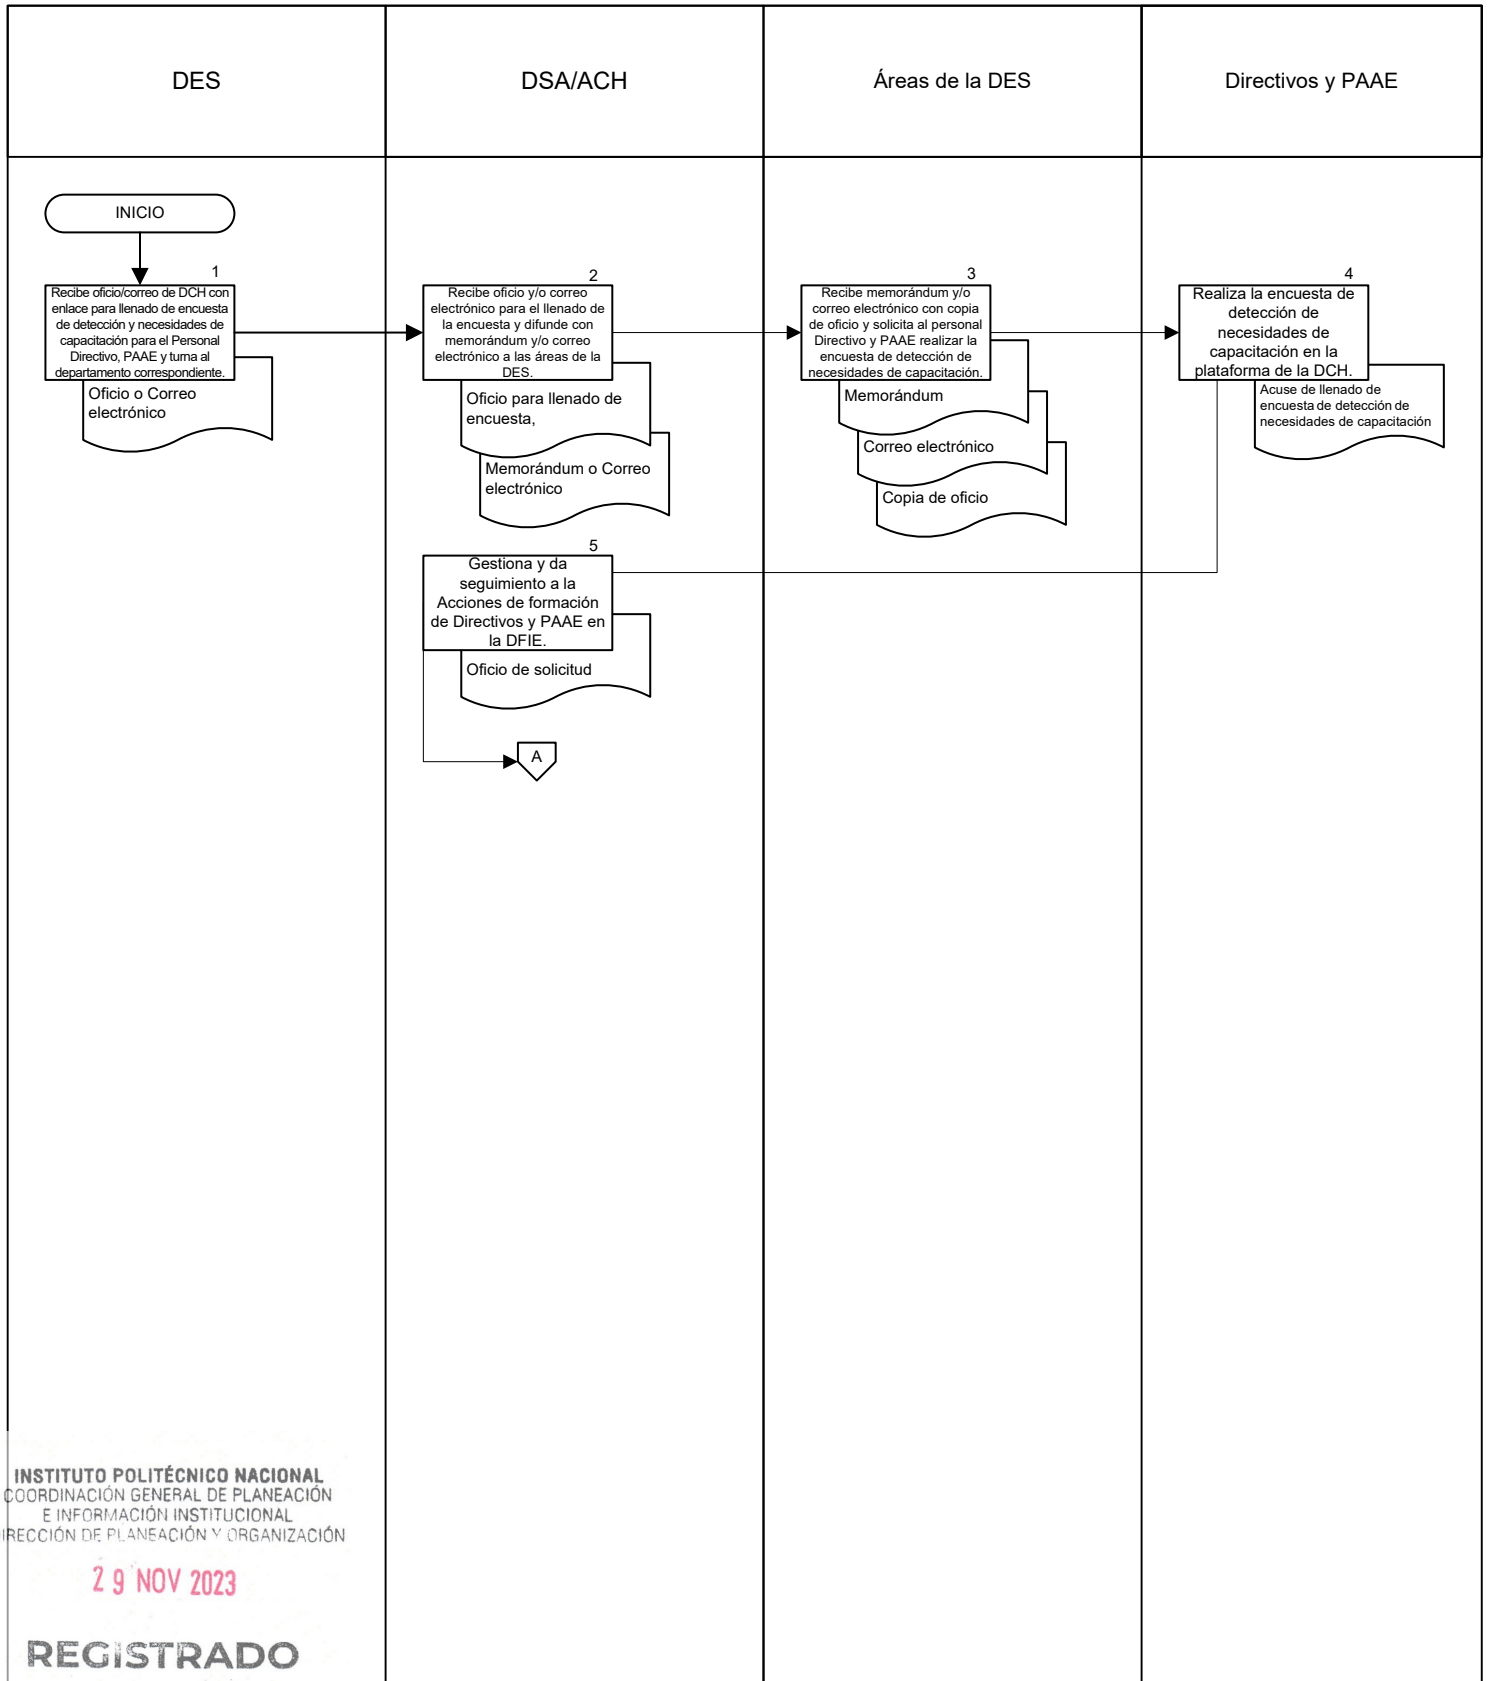 DES
DSA/ACH
Áreas de la DES
Directivos y PAAE
INICIO
1
Recibe oficio/correo de DCH con
enlace para llenado de encuesta
de detección y necesidades de
capacitación para el Personal
Directivo, PAAE y turna al
departamento correspondiente.
Oficio o Correo
electrónico
2
Recibe oficio y/o correo
electrónico para el llenado de
la encuesta y difunde con
memorándum y/o correo
electrónico a las áreas de la
DES.
Oficio para llenado de
encuesta,
Memorándum o Correo
electrónico
3
Recibe memorándum y/o
correo electrónico con copia
de oficio y solicita al personal
Directivo y PAAE realizar la
encuesta de detección de
necesidades de capacitación.
Memorándum
Correo electrónico
Copia de oficio
4
Realiza la encuesta de
detección de
necesidades de
capacitación en la
plataforma de la DCH.
Acuse de llenado de
encuesta de detección de
necesidades de capacitación
5
Gestiona y da
seguimiento a la
Acciones de formación
de Directivos y PAAE en
la DFIE.
Oficio de solicitud
A
INSTITUTO POLITÉCNICO NACIONAL
COORDINACIÓN GENERAL DE PLANEACIÓN
E INFORMACIÓN INSTITUCIONAL
IRECCIÓN DE PLANEACIÓN Y ORGANIZACIÓN
29 NOV 2023
REGISTRADO